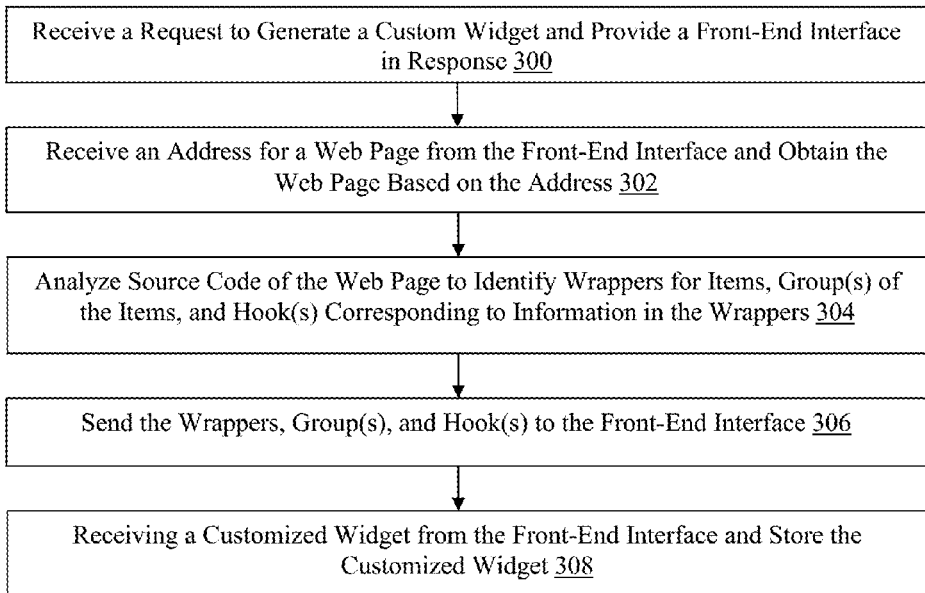 Receive a Request to Generate a Custom Widget and Provide a Front-End Interface
in Response 300
Receive an Address for a Web Page from the Front-End Interface and Obtain the
Web Page Based on the Address 302
Analyze Source Code of the Web Page to Identify Wrappers for Items, Group(s) of
the Items, and Hook(s) Corresponding to Information in the Wrappers 304
Send the Wrappers, Group(s), and Hook(s) to the Front-End Interface 306
Receiving a Customized Widget from the Front-End Interface and Store the
Customized Widget 308